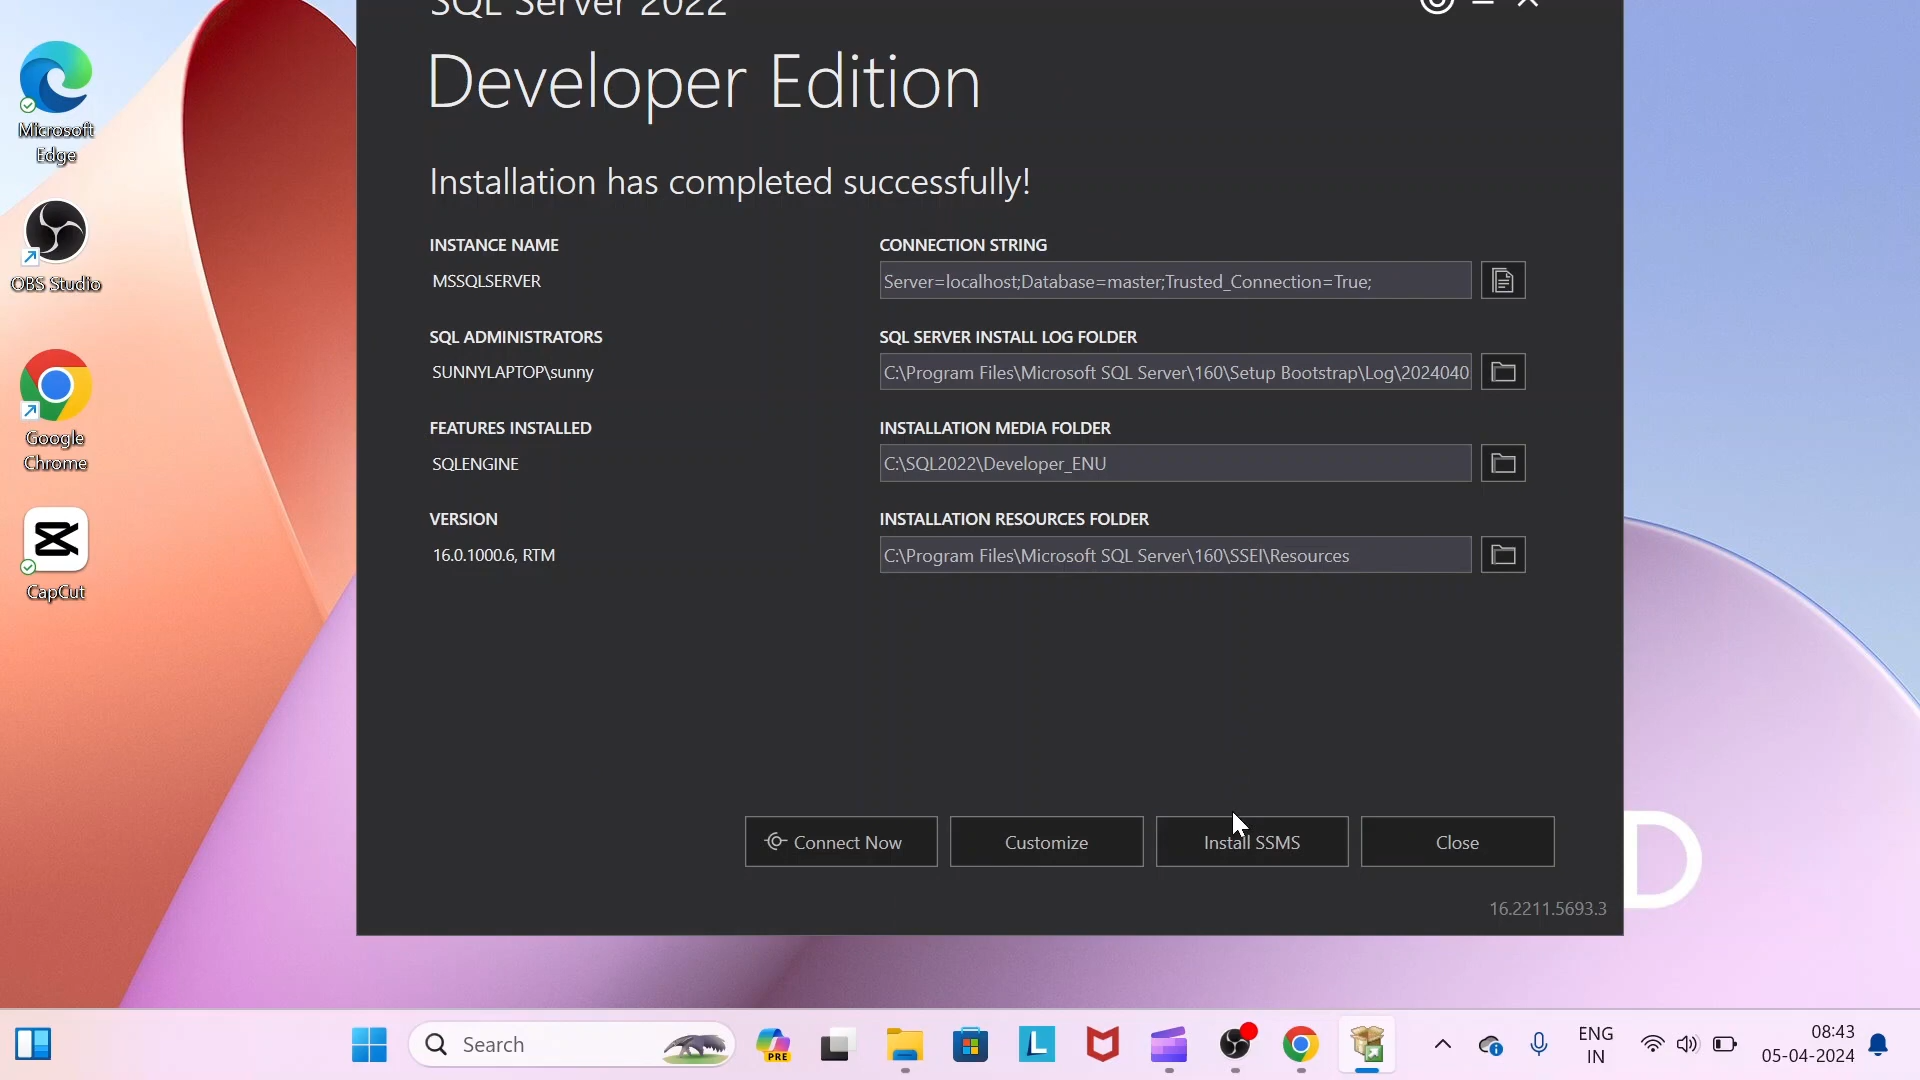 SQL Server 2022
Developer Edition
Installation has completed successfully!
INSTANCE NAME
MSSQLSERVER
CONNECTION STRING
Server=localhost;Database=master;Trusted_Connection=True;
SQL ADMINISTRATORS
SUNNYLAPTOP\sunny
SQL SERVER INSTALL LOG FOLDER
C:\Program Files\Microsoft SQL Server\160\Setup Bootstrap\Log\2024040
FEATURES INSTALLED
SQLENGINE
INSTALLATION MEDIA FOLDER
C:\SQL2022\Developer_ENU
VERSION
16.0.1000.6, RTM
INSTALLATION RESOURCES FOLDER
C:\Program Files\Microsoft SQL Server\160\SSEI\Resources
Connect Now
Customize
Install SSMS
Close
16.2211.5693.3
Microsoft
Edge
OBS Studio
Google
Chrome
CapCut
D
Search
PRE
L
ENG
IN
08:43
05-04-2024